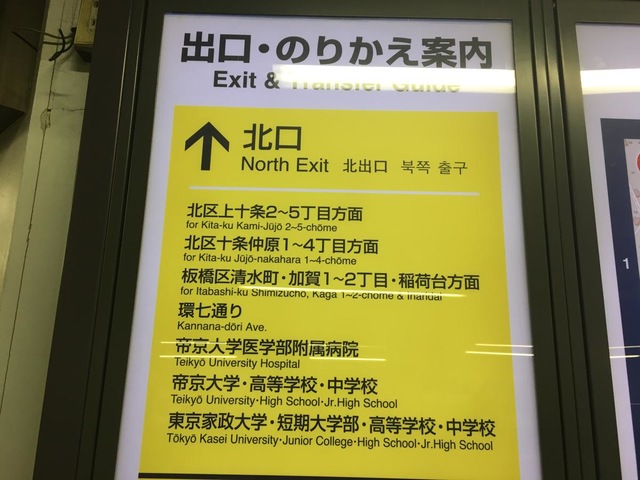 出口・のりかえ案内
Exit & Transfer Guide
北口
North Exit 北出口 북쪽 출구
北区上十条2~5丁目方面
for Kita-ku Kami-Jūjō 2~5-chōme
北区十条仲原1~4丁目方面
for Kita-ku Jūjō-nakahara 1~4-chōme
板橋区清水町・加賀1~2丁目・稲荷台方面
for Itabashi-ku Shimizuchō, Kaga 1~2-chōme & Inaridai
環七通り
Kannana-dōri Ave.
帝京大学医学部附属病院
Teikyō University Hospital
帝京大学・高等学校・中学校
Teikyō University・High School・Jr.High School
東京家政大学・短期大学部・高等学校・中学校
Tōkyō Kasei University・Junior College・High School・Jr.High School
1